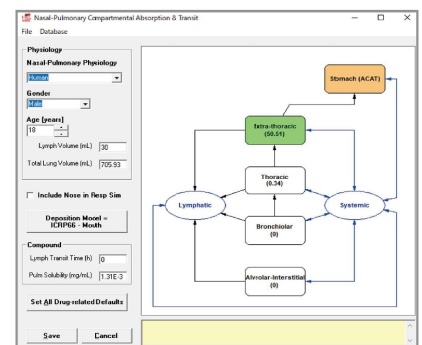 Nasal-Pulmonary Compartmental Absorption & Transit
File Database
Physiology
Nasal-Pulmonary Physiology
Human
Gender
Male
Age [years]
18
Lymph Volume (mL) 30
Total Lung Volume (mL) 705.93
Include Nose in Resp Sim
Deposition Model =
ICRP66 - Mouth
Compound
Lymph Transit Time (h) 0
Pulm Solubility (mg/mL) 1.31E-3
Set All Drug-related Defaults
Save Cancel
Stomach (ACAT)
Extra-thoracic
(50.51)
Thoracic
(0.34)
Lymphatic
Systemic
Bronchiolar
(0)
Alveolar-Interstitial
(0)